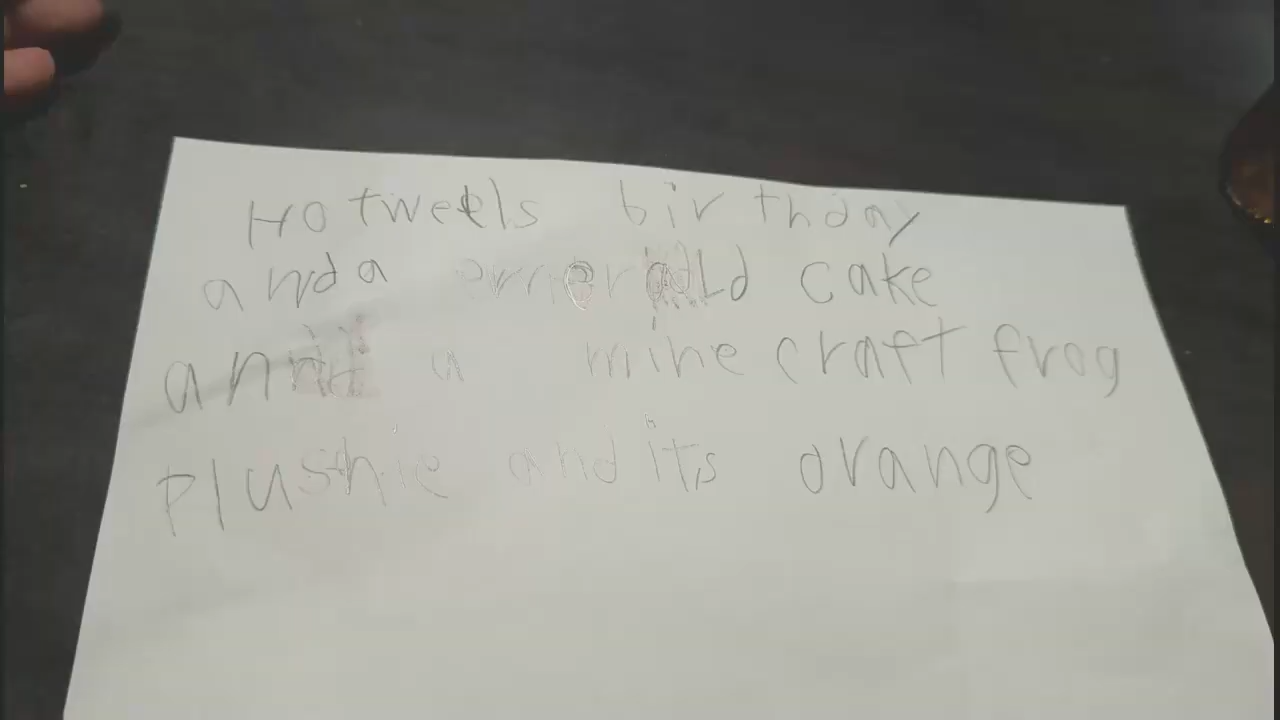 Hotweels birthday
and a emerald cake
and a minecraft frog
Plushie and its orange